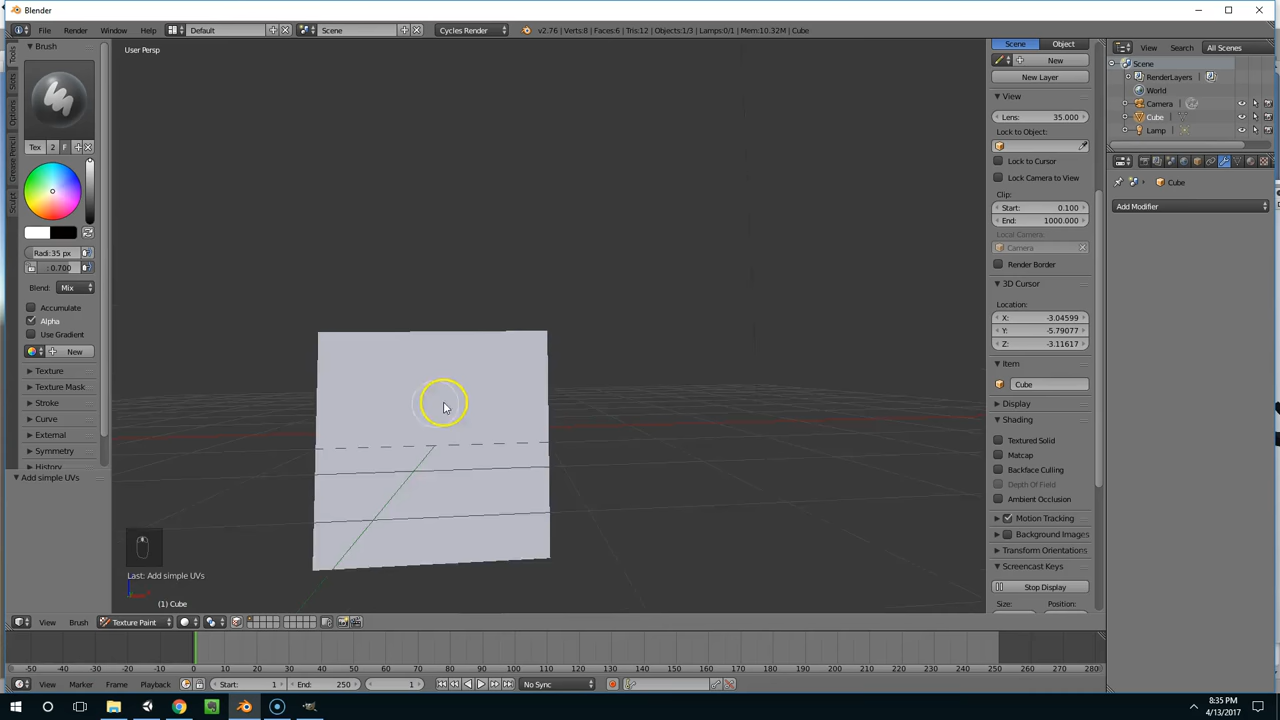 Blender
File Render Window Help Default Scene Cycles Render v2.76 | Verts:8 | Faces:6 | Tris:12 | Objects:1/3 | Lamps:0/1 | Mem:10.32M | Cube
Brush
User Persp
Tools
Slots
Options
Grease Pencil
Sculpt
Tex 2 F
Radi:35 px
: 0.700
Blend: Mix
Accumulate
Alpha
Use Gradient
New
Texture
Texture Mask
Stroke
Curve
External
Symmetry
History
Add simple UVs
Last: Add simple UVs
(1) Cube
Scene Object
New
New Layer
View
Lens: 35.000
Lock to Object:
Lock to Cursor
Lock Camera to View
Clip:
Start: 0.100
End: 1000.000
Local Camera
Camera
Render Border
3D Cursor
Location:
X: -3.04599
Y: -5.79077
Z: -3.11617
Item
Cube
Display
Shading
Textured Solid
Matcap
Backface Culling
Depth Of Field
Ambient Occlusion
Motion Tracking
Background Images
Transform Orientations
Screencast Keys
Stop Display
Size: Position:
View Search All Scenes
Scene
RenderLayers
World
Camera
Cube
Lamp
Cube
Add Modifier
View Brush Texture Paint
-50 -40 -30 -20 -10 0 10 20 30 40 50 60 70 80 90 100 110 120 130 140 150 160 170 180 190 200 210 220 230 240 250 260 270 280
View Marker Frame Playback Start: 1 End: 250 1 No Sync
8:35 PM
4/13/2017